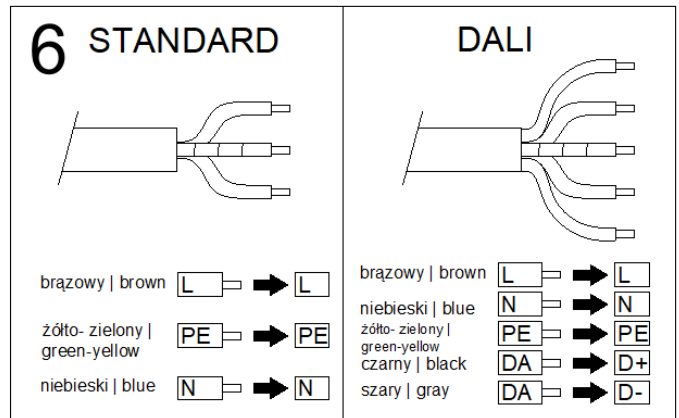 6 STANDARD
brązowy | brown L L
żółto- zielony |
green-yellow PE PE
niebieski | blue N N
DALI
brązowy | brown L L
niebieski | blue N N
żółto- zielony |
green-yellow PE PE
czarny | black DA D+
szary | gray DA D-